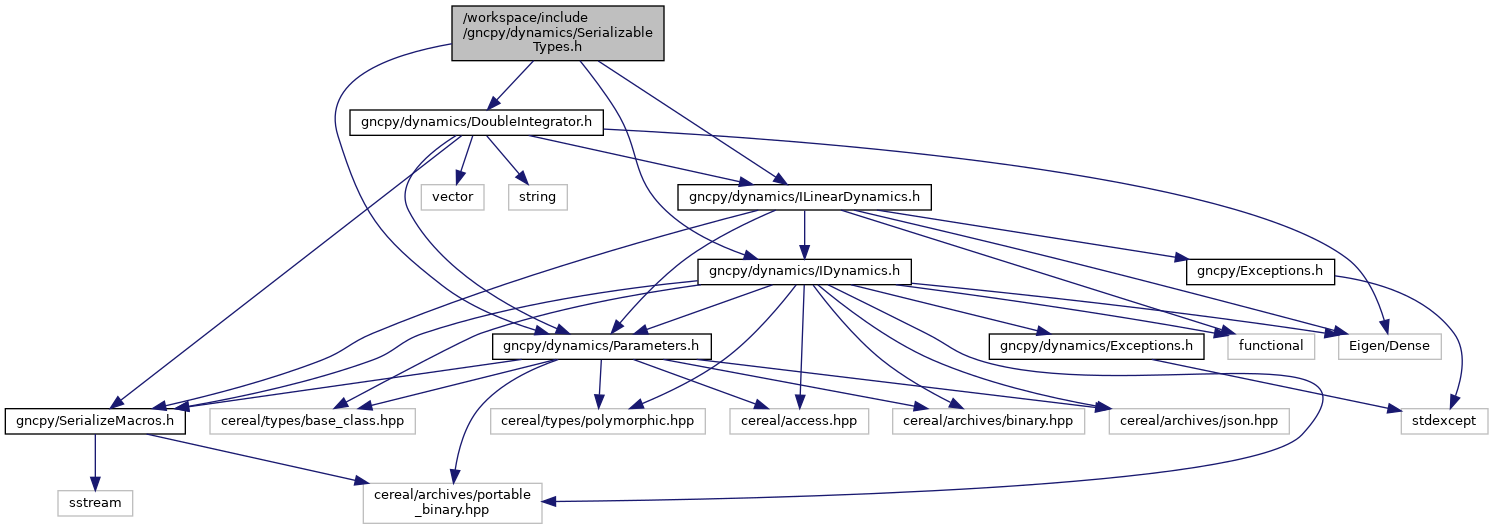 /workspace/include
/gncpy/dynamics/Serializable
Types.h
gncpy/dynamics/DoubleIntegrator.h
vector
string
gncpy/dynamics/ILinearDynamics.h
gncpy/dynamics/IDynamics.h
gncpy/Exceptions.h
gncpy/dynamics/Parameters.h
gncpy/dynamics/Exceptions.h
functional
Eigen/Dense
gncpy/SerializeMacros.h
cereal/types/base_class.hpp
cereal/types/polymorphic.hpp
cereal/access.hpp
cereal/archives/binary.hpp
cereal/archives/json.hpp
stdexcept
sstream
cereal/archives/portable
_binary.hpp